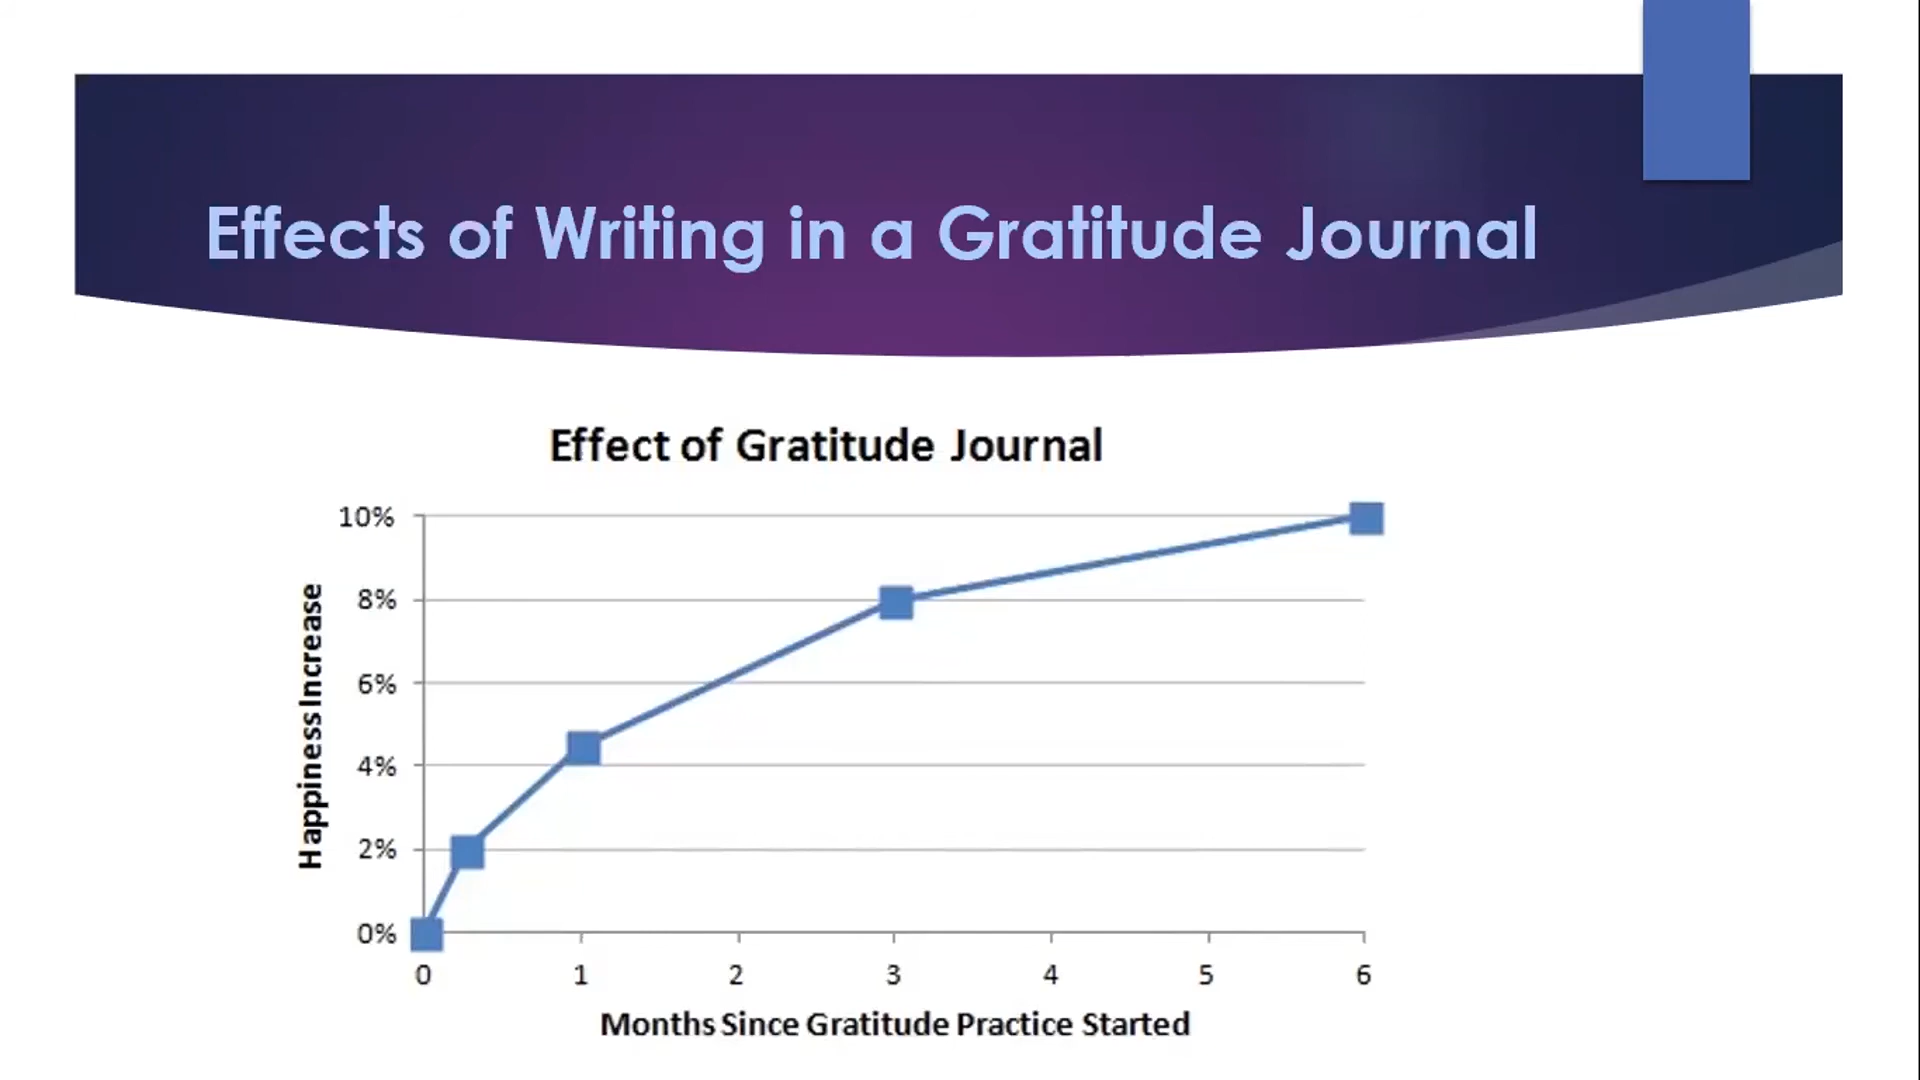 Effects of Writing in a Gratitude Journal
Effect of Gratitude Journal
10%
8%
6%
4%
2%
0%
Happiness Increase
0 1 2 3 4 5 6
Months Since Gratitude Practice Started